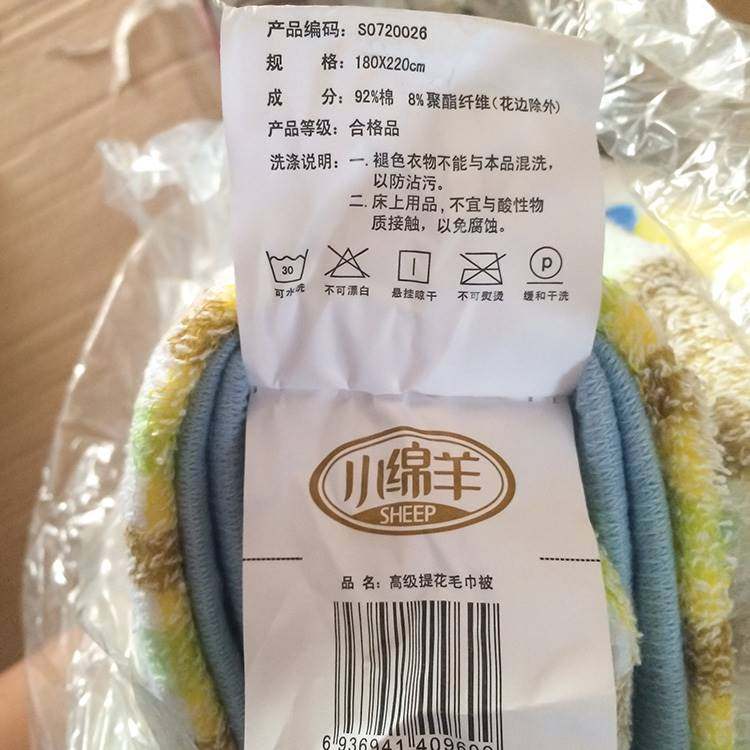 产品编码: S0720026
规 格: 180X220cm
成 分: 92%棉 8%聚酯纤维(花边除外)
产品等级: 合格品
洗涤说明: 一.褪色衣物不能与本品混洗,
以防沾污。
二.床上用品,不宜与酸性物
质接触,以免腐蚀。
30 P
可水洗 不可漂白 悬挂晾干 不可熨烫 缓和干洗
小绵羊
SHEEP
品 名: 高级提花毛巾被
6 936941 409600